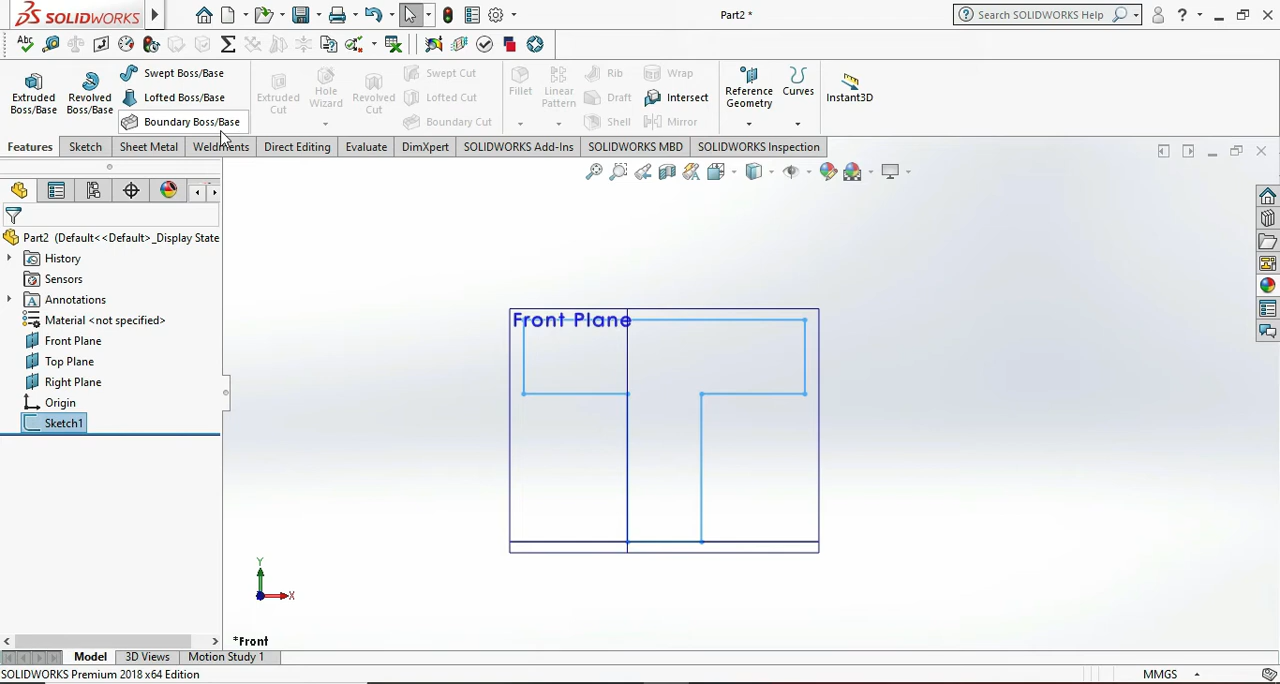 SOLIDWORKS
Part2 *
Search SOLIDWORKS Help
?
Extruded Boss/Base
Revolved Boss/Base
Swept Boss/Base
Lofted Boss/Base
Boundary Boss/Base
Extruded Cut
Hole Wizard
Revolved Cut
Swept Cut
Lofted Cut
Boundary Cut
Fillet
Linear Pattern
Rib
Draft
Shell
Wrap
Intersect
Mirror
Reference Geometry
Curves
Instant3D
Features
Sketch
Sheet Metal
Weldments
Direct Editing
Evaluate
DimXpert
SOLIDWORKS Add-Ins
SOLIDWORKS MBD
SOLIDWORKS Inspection
Part2 (Default<<Default>_Display State
History
Sensors
Annotations
Material <not specified>
Front Plane
Top Plane
Right Plane
Origin
Sketch1
Front Plane
Y
X
*Front
Model
3D Views
Motion Study 1
SOLIDWORKS Premium 2018 x64 Edition
MMGS